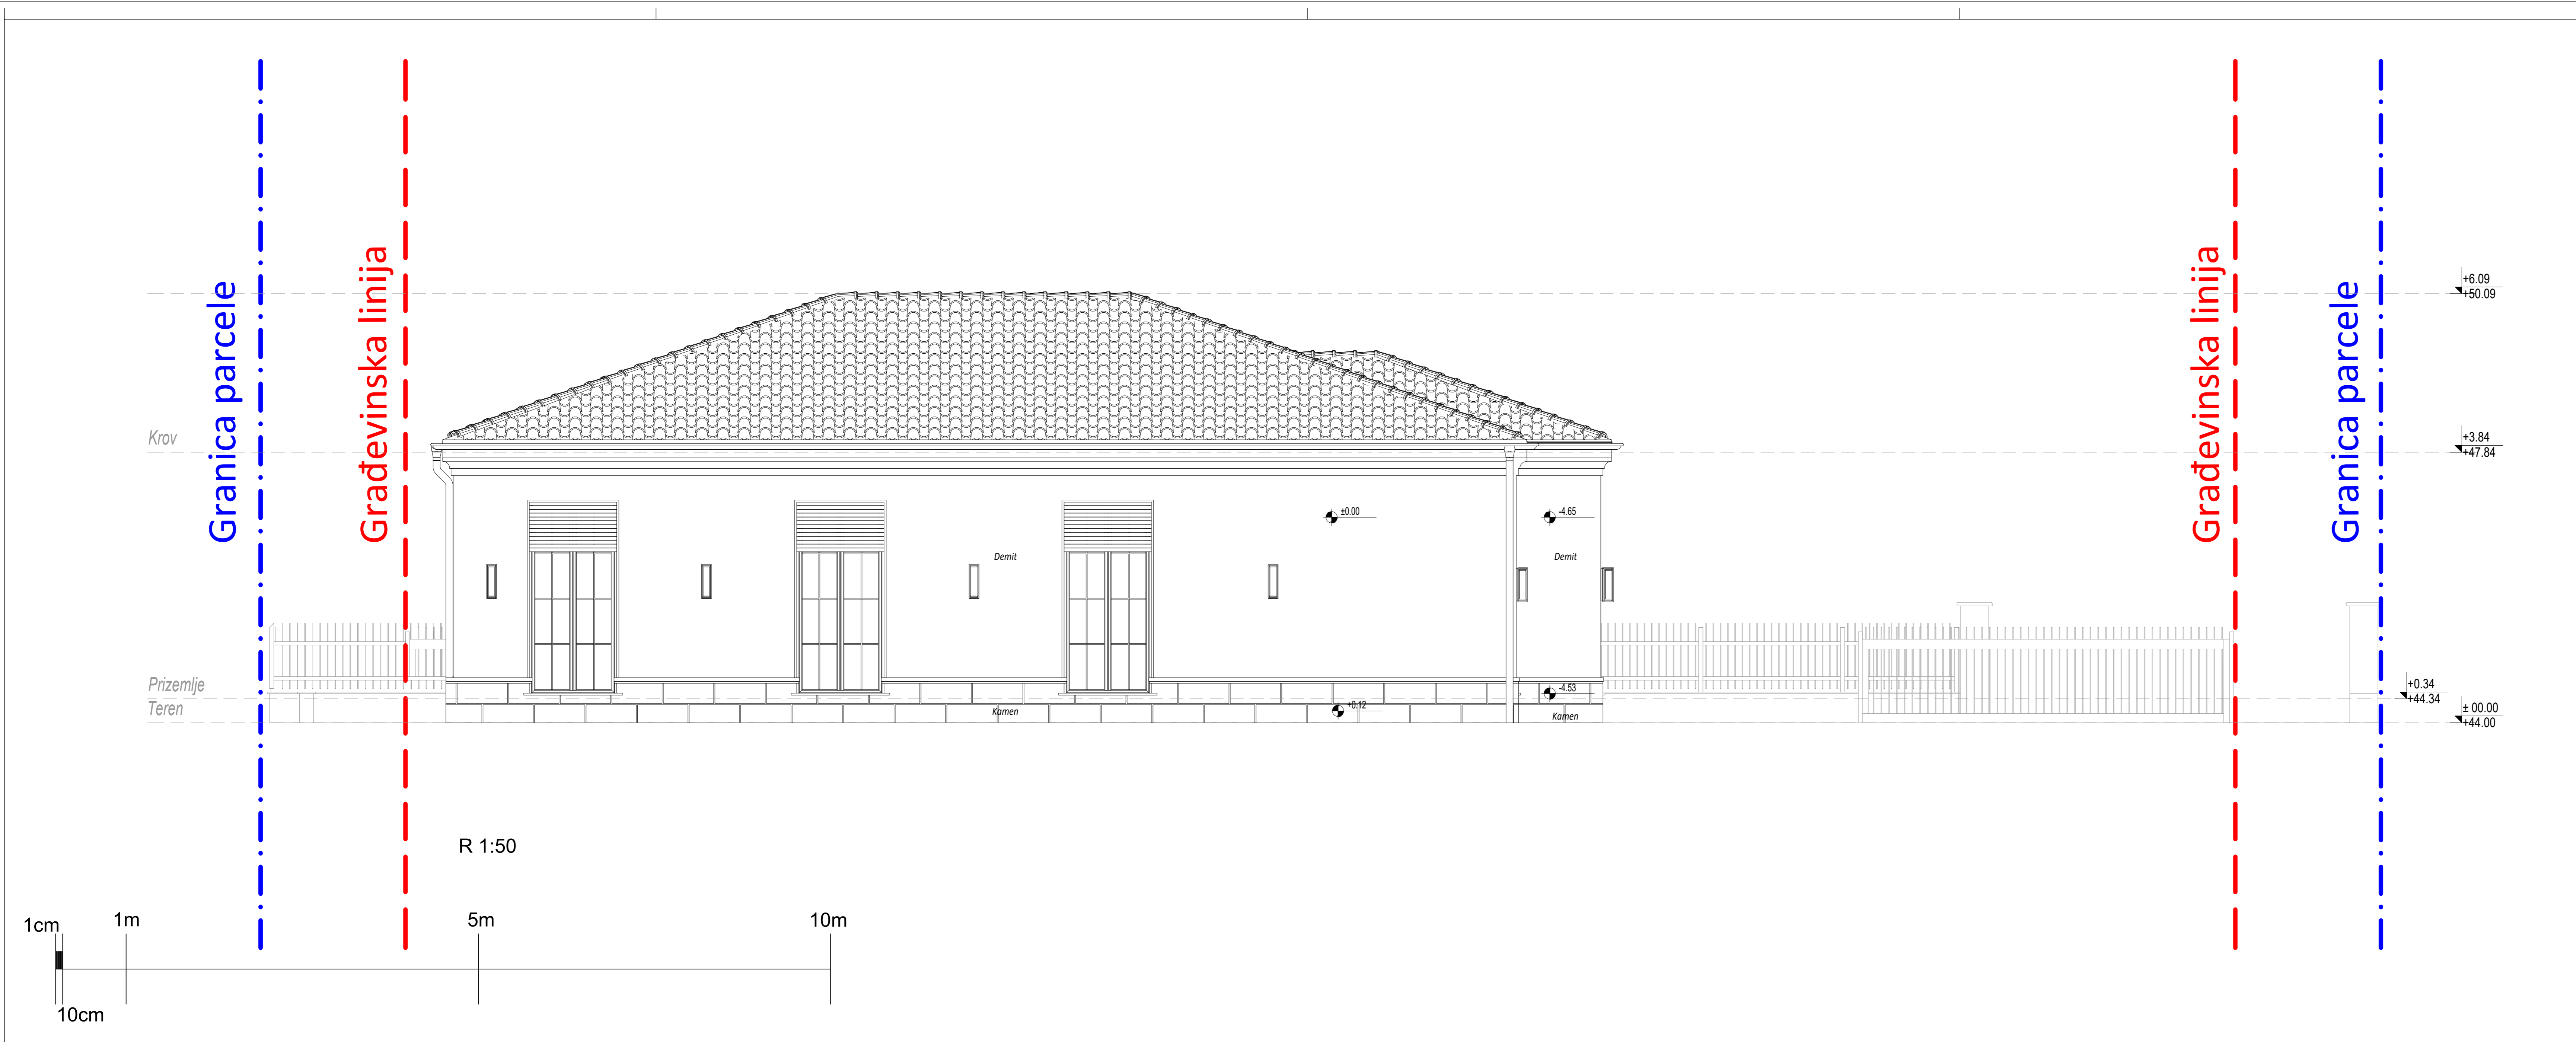 Granica parcele
Građevinska linija
Građevinska linija
Granica parcele
+6.09
+50.09
Krov
+3.84
+47.84
±0.00
-4.65
Demit
Demit
Prizemlje
-4.53
+0.34
+44.34
Teren
Kamen
+0.12
Kamen
± 00.00
+44.00
R 1:50
1cm
1m
5m
10m
10cm